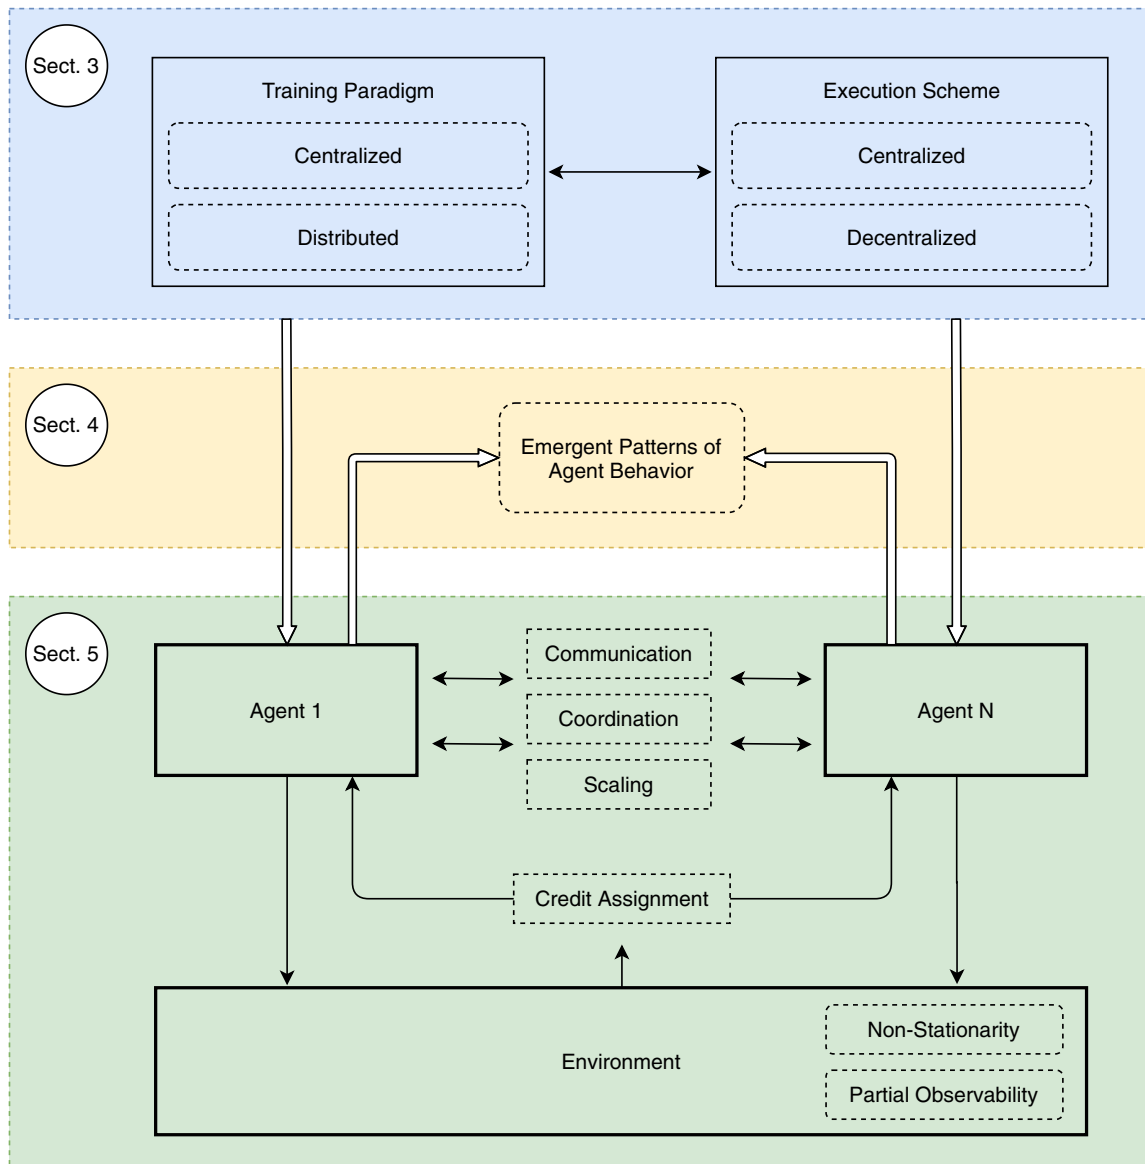 Sect. 3
Training Paradigm
Centralized
Distributed
Execution Scheme
Centralized
Decentralized
Sect. 4
Emergent Patterns of
Agent Behavior
Sect. 5
Agent 1
Communication
Coordination
Scaling
Agent N
Credit Assignment
Environment
Non-Stationarity
Partial Observability